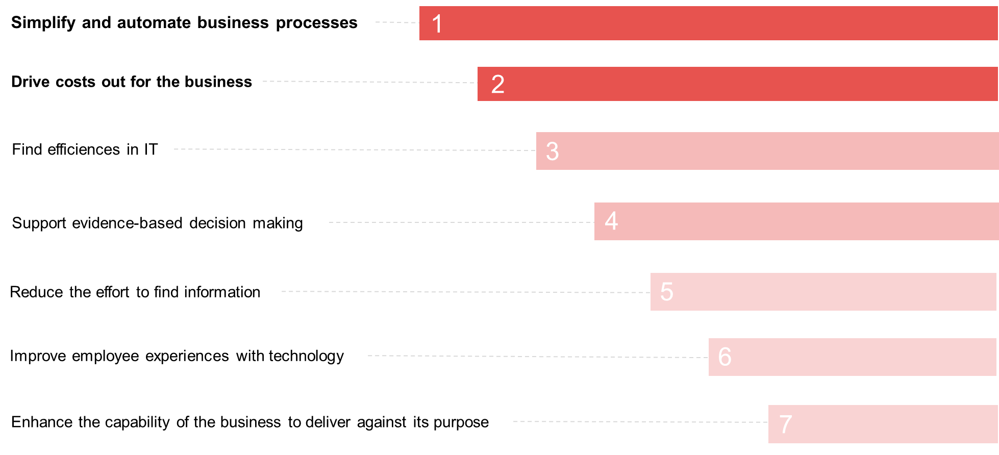 Simplify and automate business processes 1
Drive costs out for the business 2
Find efficiences in IT 3
Support evidence-based decision making 4
Reduce the effort to find information 5
Improve employee experiences with technology 6
Enhance the capability of the business to deliver against its purpose 7